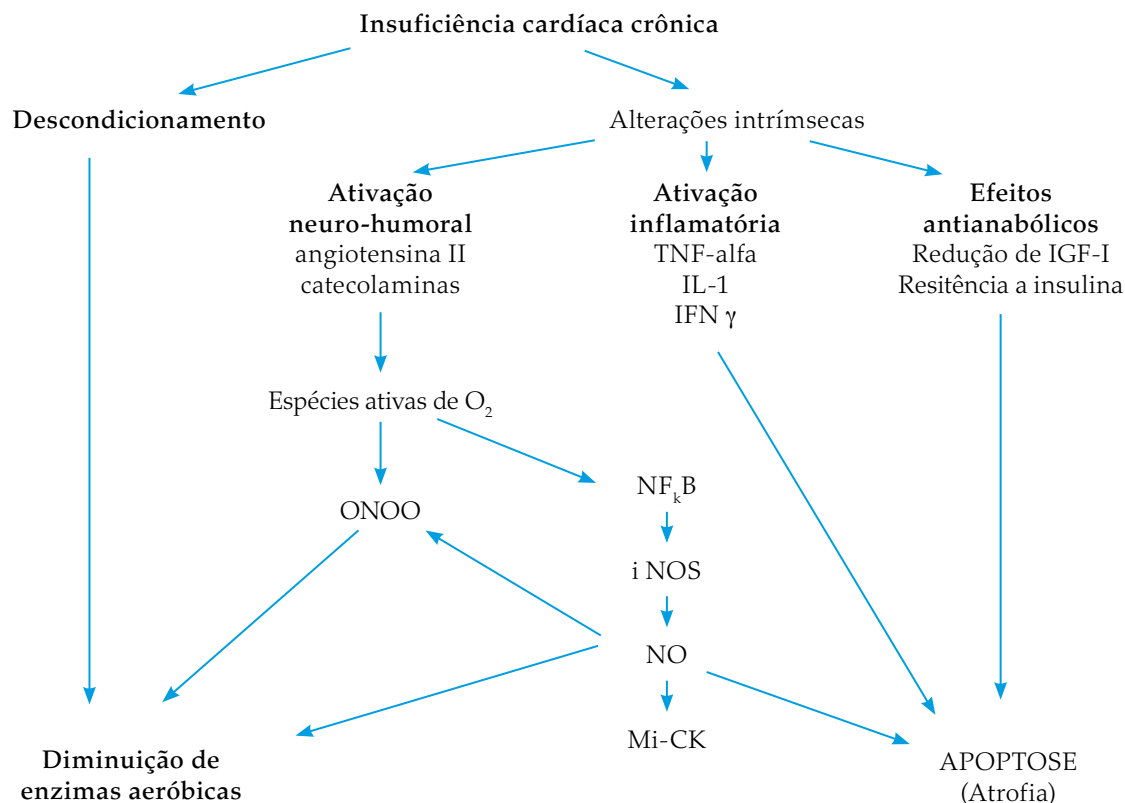 Insuficiência cardíaca crônica
Descondicionamento
Alterações intrímsecas
Ativação
neuro-humoral
angiotensina II
catecolaminas
Ativação
inflamatória
TNF-alfa
IL-1
IFN γ
Efeitos
antianabólicos
Redução de IGF-I
Resitência a insulina
Espécies ativas de O₂
ONOO
NFₖB
i NOS
NO
Mi-CK
Diminuição de
enzimas aeróbicas
APOPTOSE
(Atrofia)